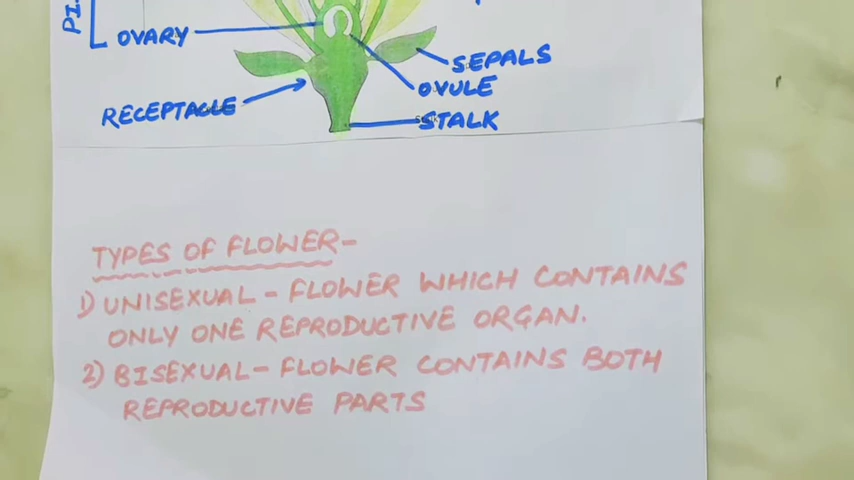 OVARY
SEPALS
OVULE
RECEPTACLE
STALK
TYPES OF FLOWER-
1) UNISEXUAL - FLOWER WHICH CONTAINS
ONLY ONE REPRODUCTIVE ORGAN.
2) BISEXUAL - FLOWER CONTAINS BOTH
REPRODUCTIVE PARTS